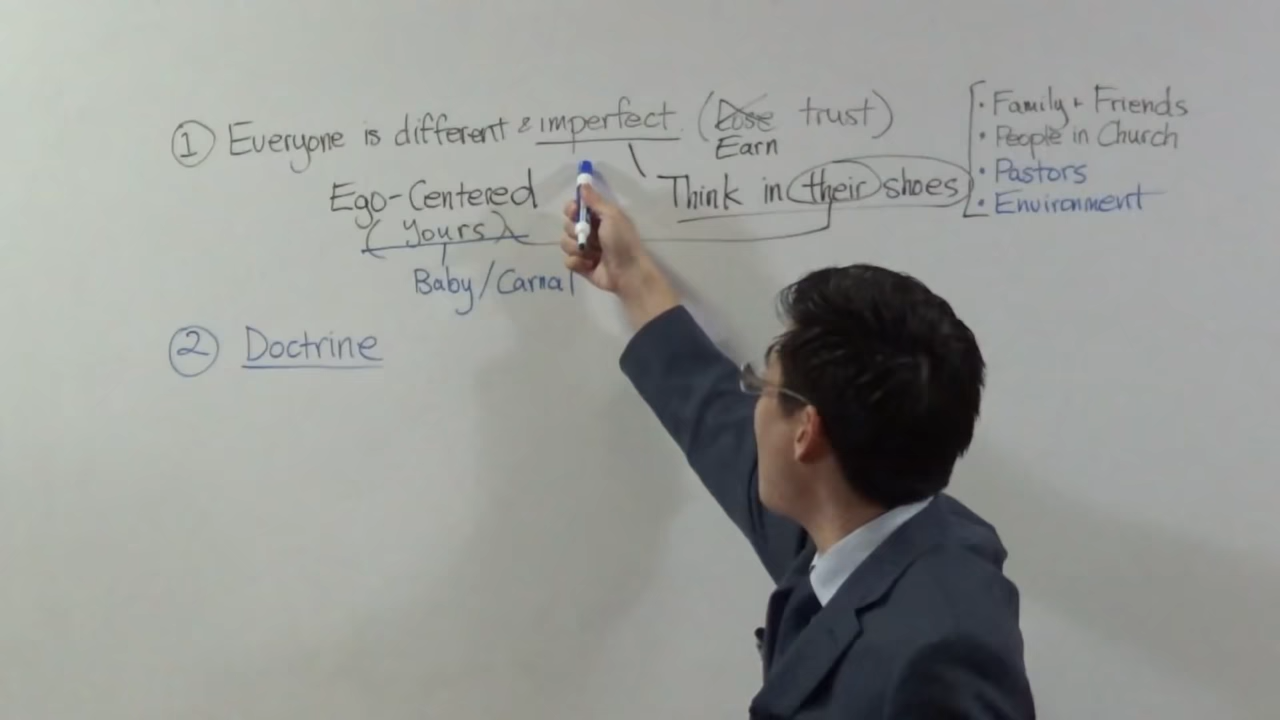 ① Everyone is different & imperfect. (Lose trust)
Earn
Ego-Centered
(Yours)
Baby/Carnal
Think in their shoes
· Family + Friends
· People in Church
· Pastors
· Environment
② Doctrine